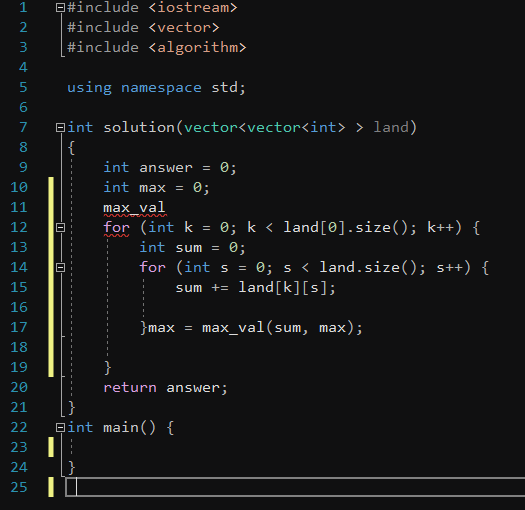 1 #include <iostream>
2 #include <vector>
3 #include <algorithm>
4
5 using namespace std;
6
7 int solution(vector<vector<int> > land)
8 {
9     int answer = 0;
10     int max = 0;
11     max_val
12     for (int k = 0; k < land[0].size(); k++) {
13         int sum = 0;
14         for (int s = 0; s < land.size(); s++) {
15             sum += land[k][s];
16
17         }max = max_val(sum, max);
18
19     }
20     return answer;
21 }
22 int main() {
23
24 }
25